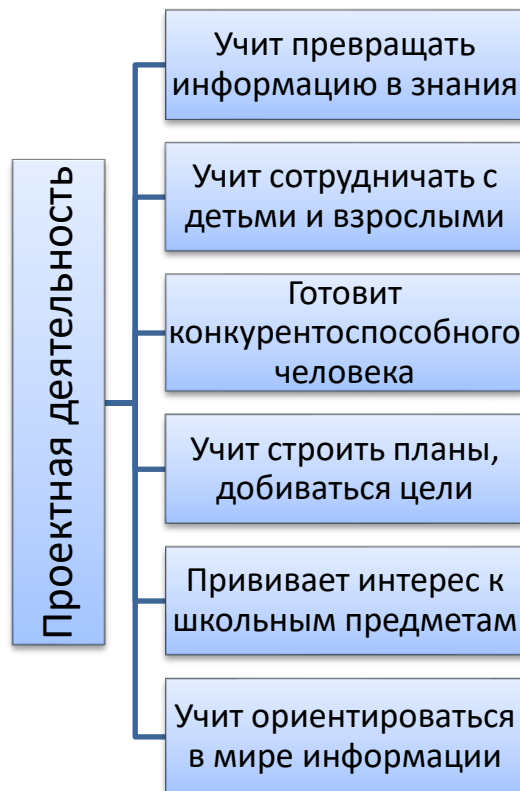 Проектная деятельность
Учит превращать
информацию в знания
Учит сотрудничать с
детьми и взрослыми
Готовит
конкурентоспособного
человека
Учит строить планы,
добиваться цели
Прививает интерес к
школьным предметам
Учит ориентироваться
в мире информации